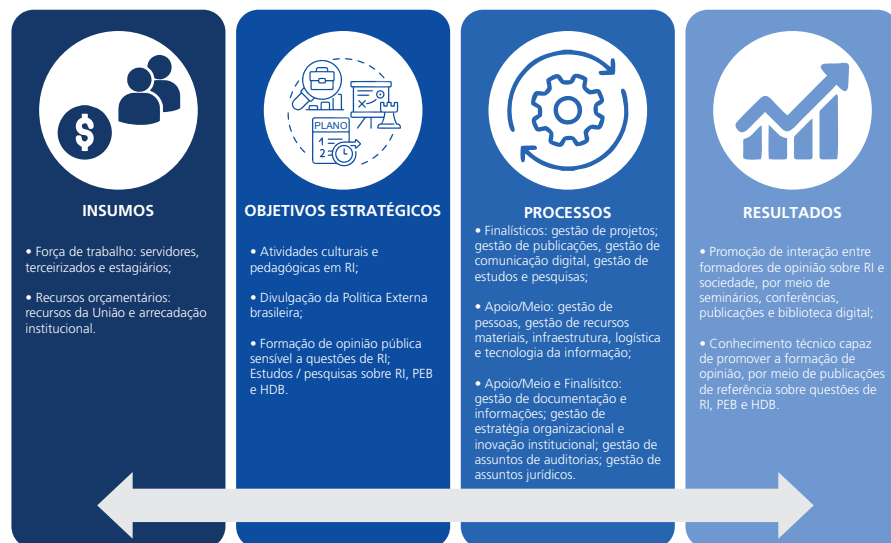 INSUMOS
• Força de trabalho: servidores,
terceirizados e estagiários;
• Recursos orçamentários:
recursos da União e arrecadação
institucional.
PLANO
1
2
OBJETIVOS ESTRATÉGICOS
• Atividades culturais e
pedagógicas em RI;
• Divulgação da Política Externa
brasileira;
• Formação de opinião pública
sensível a questões de RI;
Estudos / pesquisas sobre RI, PEB
e HDB.
PROCESSOS
• Finalísticos: gestão de projetos;
gestão de publicações, gestão de
comunicação digital, gestão de
estudos e pesquisas;
• Apoio/Meio: gestão de
pessoas, gestão de recursos
materiais, infraestrutura, logística
e tecnologia da informação;
• Apoio/Meio e Finalísitco:
gestão de documentação e
informações; gestão de
estratégia organizacional e
inovação institucional; gestão de
assuntos de auditorias; gestão de
assuntos jurídicos.
RESULTADOS
• Promoção de interação entre
formadores de opinião sobre RI e
sociedade, por meio de
seminários, conferências,
publicações e biblioteca digital;
• Conhecimento técnico capaz
de promover a formação de
opinião, por meio de publicações
de referência sobre questões de
RI, PEB e HDB.